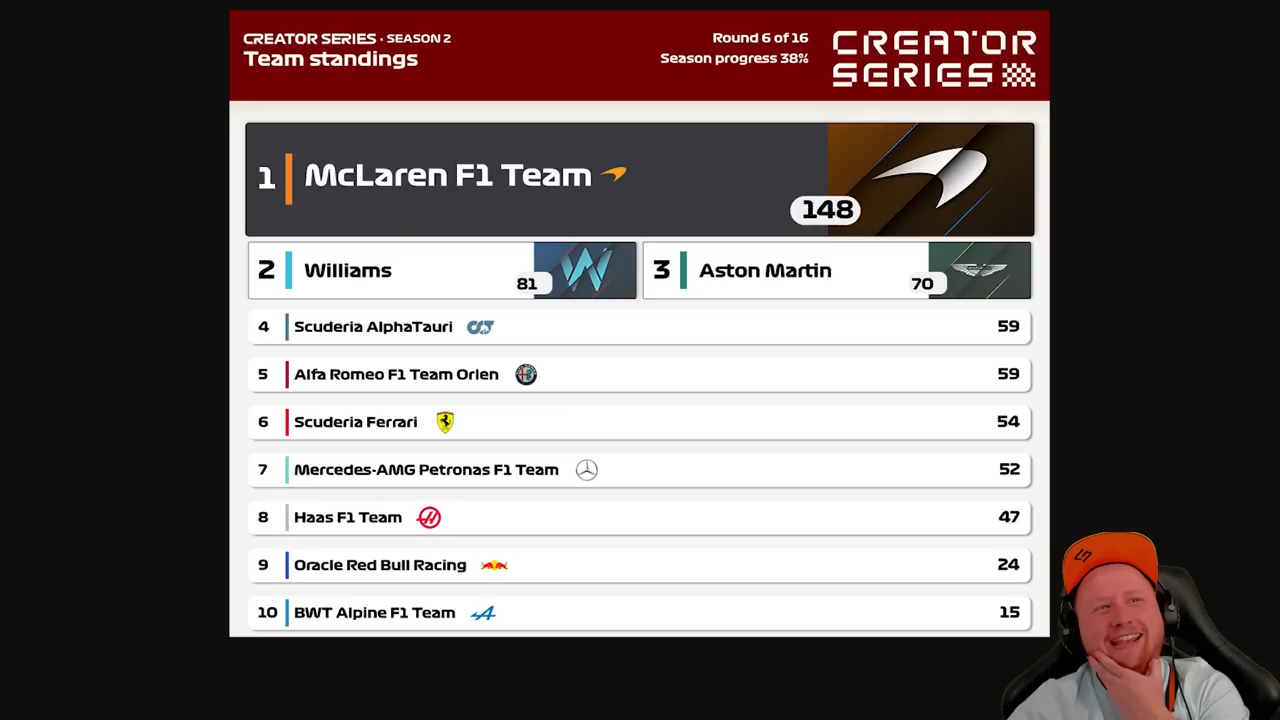 CREATOR SERIES • SEASON 2
Team standings
Round 6 of 16
Season progress 38%
CREATOR
SERIES
1 McLaren F1 Team 148
2 Williams 81
3 Aston Martin 70
4 Scuderia AlphaTauri 59
5 Alfa Romeo F1 Team Orlen 59
6 Scuderia Ferrari 54
7 Mercedes-AMG Petronas F1 Team 52
8 Haas F1 Team 47
9 Oracle Red Bull Racing 24
10 BWT Alpine F1 Team 15